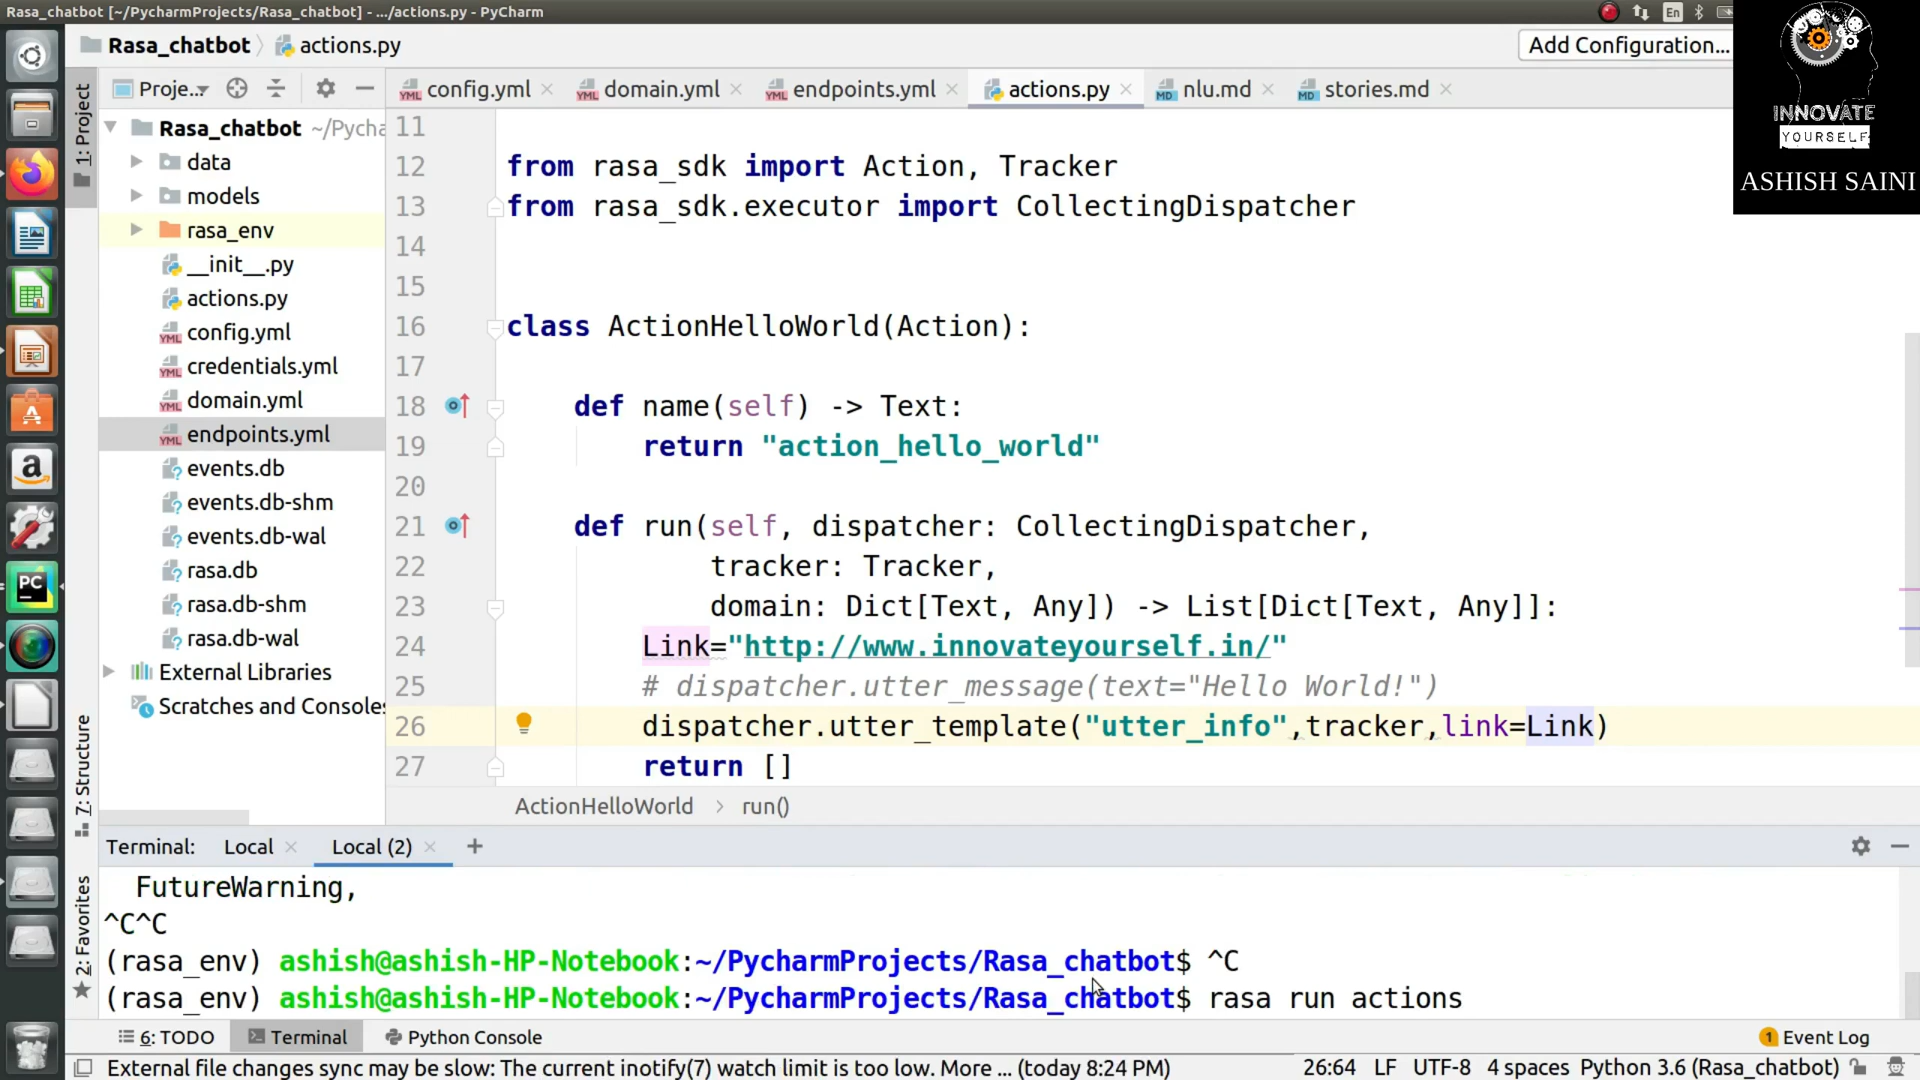 Rasa_chatbot [~/PycharmProjects/Rasa_chatbot] - .../actions.py - PyCharm
En
Rasa_chatbot
actions.py
Add Configuration...
INNOVATE
YOURSELF
ASHISH SAINI
Proje...
config.yml
domain.yml
endpoints.yml
actions.py
nlu.md
stories.md
1: Project
Rasa_chatbot ~/Pycha
data
models
rasa_env
__init__.py
actions.py
config.yml
credentials.yml
domain.yml
endpoints.yml
events.db
events.db-shm
events.db-wal
rasa.db
rasa.db-shm
rasa.db-wal
External Libraries
Scratches and Consoles
7: Structure
2: Favorites
11
12 from rasa_sdk import Action, Tracker
13 from rasa_sdk.executor import CollectingDispatcher
14
15
16 class ActionHelloWorld(Action):
17
18 def name(self) -> Text:
19 return "action_hello_world"
20
21 def run(self, dispatcher: CollectingDispatcher,
22 tracker: Tracker,
23 domain: Dict[Text, Any]) -> List[Dict[Text, Any]]:
24 Link="http://www.innovateyourself.in/"
25 # dispatcher.utter_message(text="Hello World!")
26 dispatcher.utter_template("utter_info",tracker,link=Link)
27 return []
ActionHelloWorld > run()
Terminal: Local Local (2) +
FutureWarning,
^C^C
(rasa_env) ashish@ashish-HP-Notebook:~/PycharmProjects/Rasa_chatbot$ ^C
(rasa_env) ashish@ashish-HP-Notebook:~/PycharmProjects/Rasa_chatbot$ rasa run actions
6: TODO
Terminal
Python Console
1 Event Log
External file changes sync may be slow: The current inotify(7) watch limit is too low. More ... (today 8:24 PM)
26:64 LF UTF-8 4 spaces Python 3.6 (Rasa_chatbot)